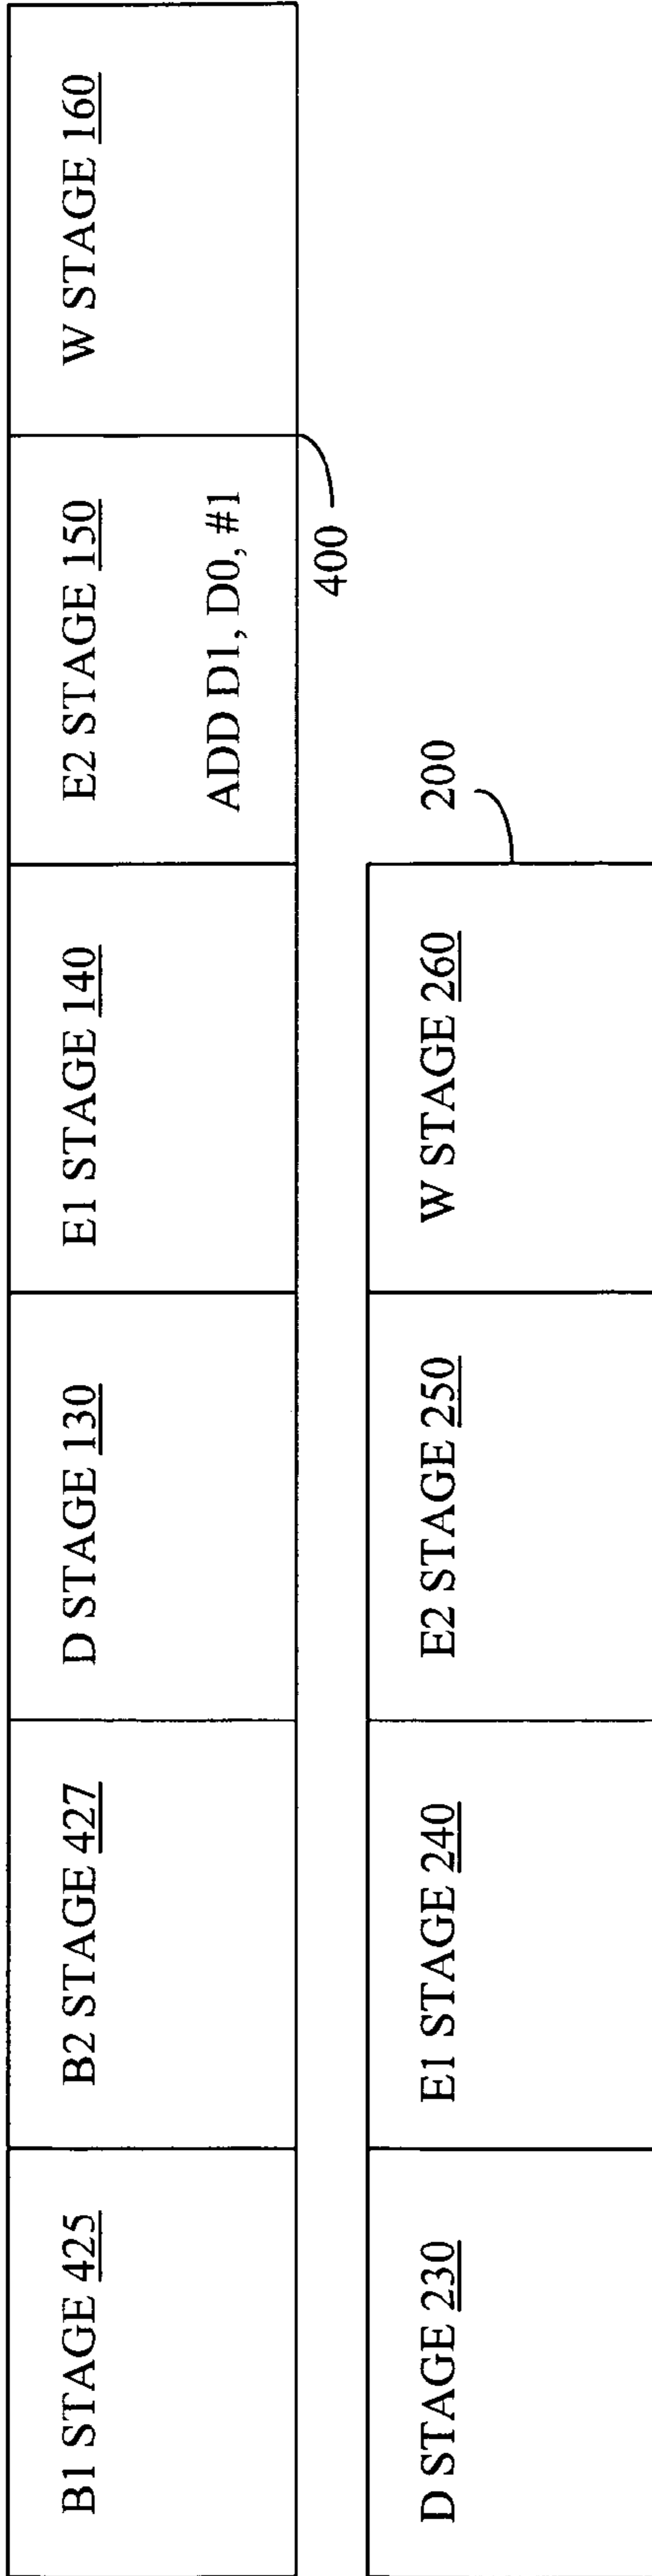 B1 STAGE 425
B2 STAGE 427
D STAGE 130
E1 STAGE 140
E2 STAGE 150
ADD D1, D0, #1
W STAGE 160
400
D STAGE 230
E1 STAGE 240
E2 STAGE 250
W STAGE 260
200